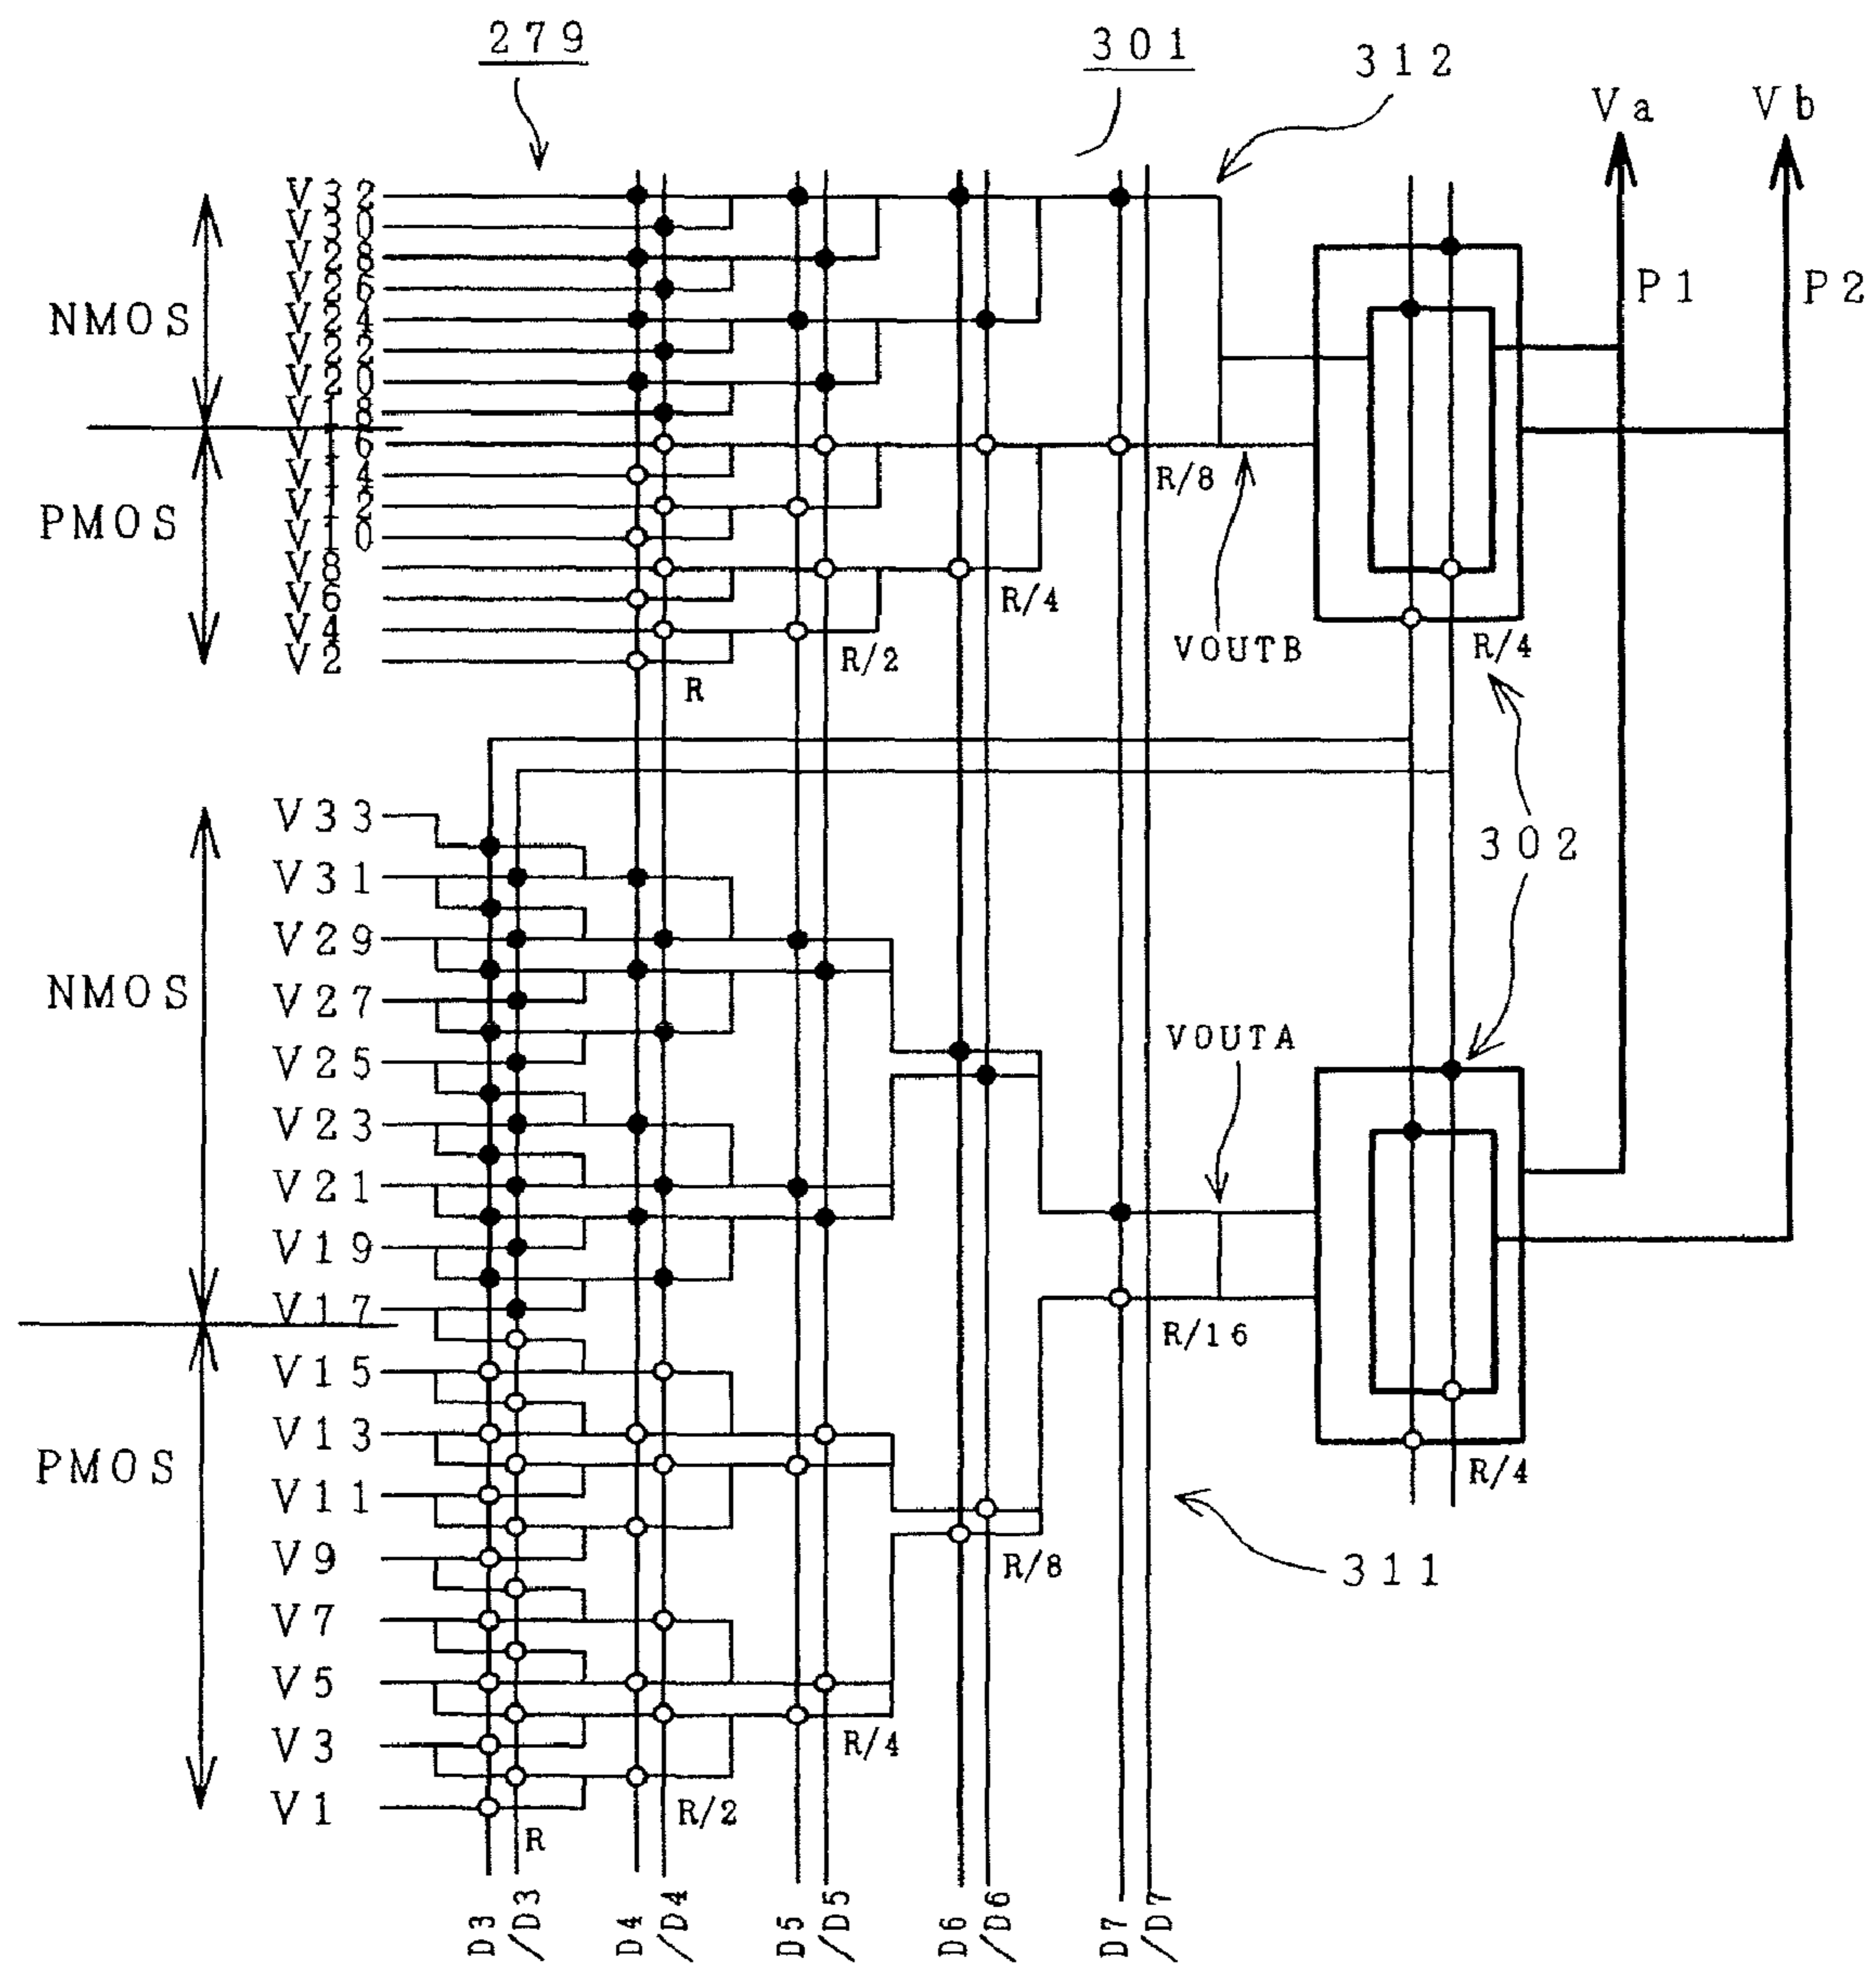 279
301
312
Va
Vb
V32
V30
V28
V26
V24
V22
V20
V18
V16
V14
V12
V10
V8
V6
V4
V2
NMOS
PMOS
P1
P2
R/8
R/4
R/2
R
VOUTB
R/4
302
V33
V31
V29
V27
V25
V23
V21
V19
V17
V15
V13
V11
V9
V7
V5
V3
V1
NMOS
PMOS
VOUTA
R/16
R/4
R/8
311
R/4
R/2
R
D3
/D3
D4
/D4
D5
/D5
D6
/D6
D7
/D7